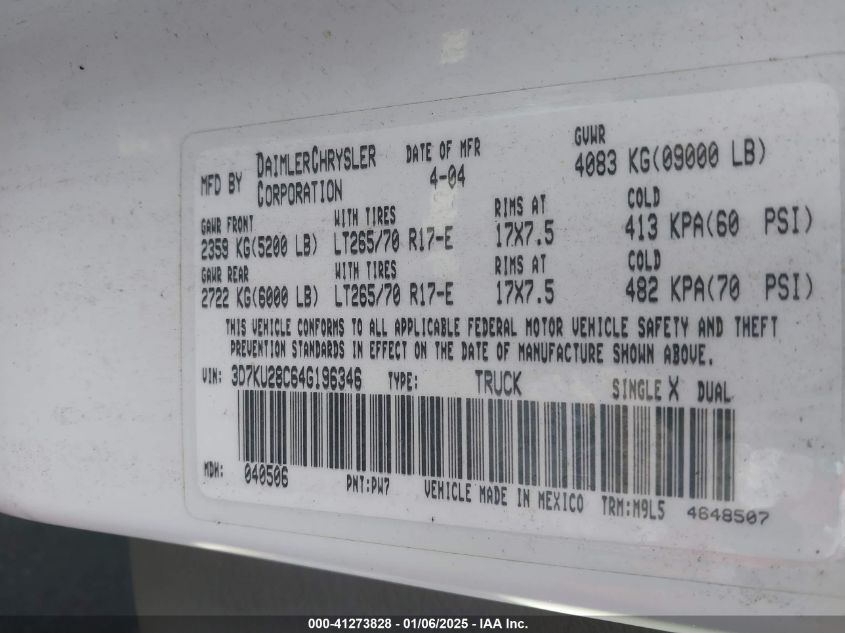 MFD BY DAIMLERCHRYSLER CORPORATION DATE OF MFR 4-04 GVWR 4083 KG(09000 LB)
GAWR FRONT WITH TIRES RIMS AT COLD
2359 KG(5200 LB) LT265/70 R17-E 17X7.5 413 KPA(60 PSI)
GAWR REAR WITH TIRES RIMS AT COLD
2722 KG(6000 LB) LT265/70 R17-E 17X7.5 482 KPA(70 PSI)
THIS VEHICLE CONFORMS TO ALL APPLICABLE FEDERAL MOTOR VEHICLE SAFETY AND THEFT
PREVENTION STANDARDS IN EFFECT ON THE DATE OF MANUFACTURE SHOWN ABOVE.
VIN: 3D7KU28C64G196346 TYPE: TRUCK SINGLE X DUAL
MDH: 040506 PNT:PW7 VEHICLE MADE IN MEXICO TRM:M9L5 4648507
000-41273828 - 01/06/2025 - IAA Inc.